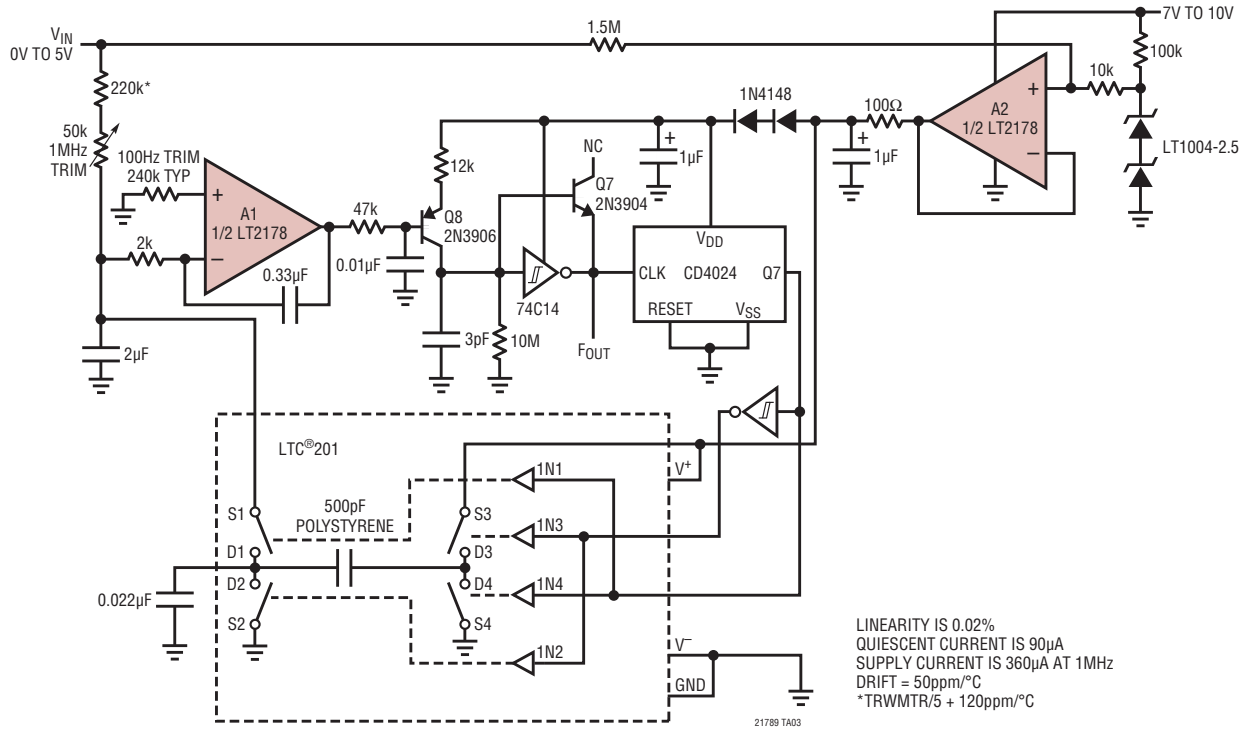 VIN
0V TO 5V
1.5M
7V TO 10V
100k
10k
LT1004-2.5
A2
1/2 LT2178
+
−
100Ω
1N4148
+
1µF
+
1µF
220k*
50k
1MHz
TRIM
100Hz TRIM
240k TYP
+
A1
1/2 LT2178
−
2k
0.33µF
2µF
47k
0.01µF
12k
Q8
2N3906
NC
Q7
2N3904
74C14
3pF
10M
FOUT
VDD
CLK
CD4024
Q7
RESET
VSS
LTC®201
V+
1N1
500pF
POLYSTYRENE
S1
S3
1N3
D1
D3
D2
D4
1N4
0.022µF
S2
S4
1N2
V−
GND
LINEARITY IS 0.02%
QUIESCENT CURRENT IS 90µA
SUPPLY CURRENT IS 360µA AT 1MHz
DRIFT = 50ppm/°C
*TRWMTR/5 + 120ppm/°C
21789 TA03